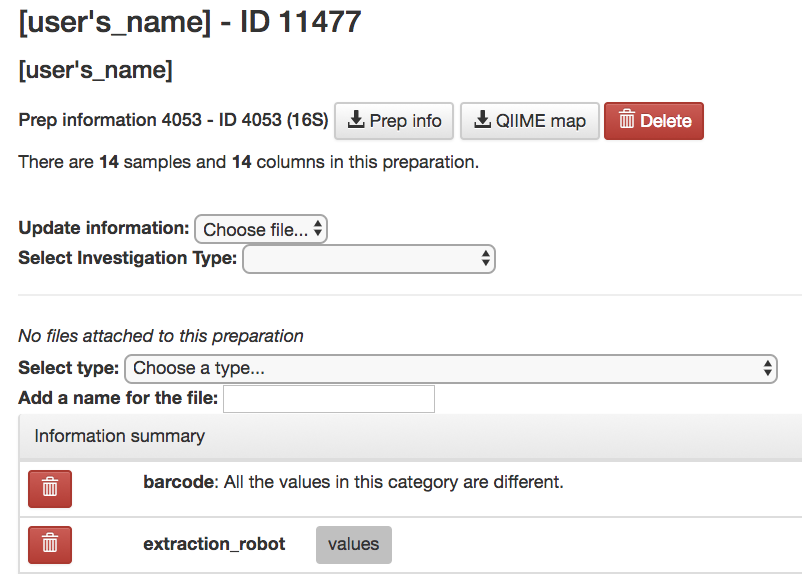 [user's_name] - ID 11477
[user's_name]
Prep information 4053 - ID 4053 (16S) Prep info QIIME map Delete
There are 14 samples and 14 columns in this preparation.
Update information: Choose file...
Select Investigation Type:
No files attached to this preparation
Select type: Choose a type...
Add a name for the file:
Information summary
barcode: All the values in this category are different.
extraction_robot values